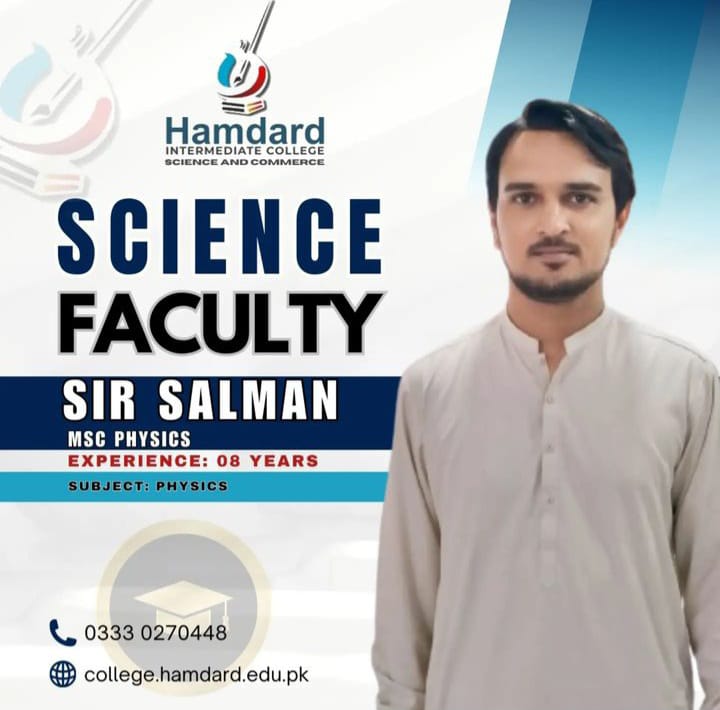 Hamdard
INTERMEDIATE COLLEGE
SCIENCE AND COMMERCE
SCIENCE
FACULTY
SIR SALMAN
MSC PHYSICS
EXPERIENCE: 08 YEARS
SUBJECT: PHYSICS
0333 0270448
college.hamdard.edu.pk